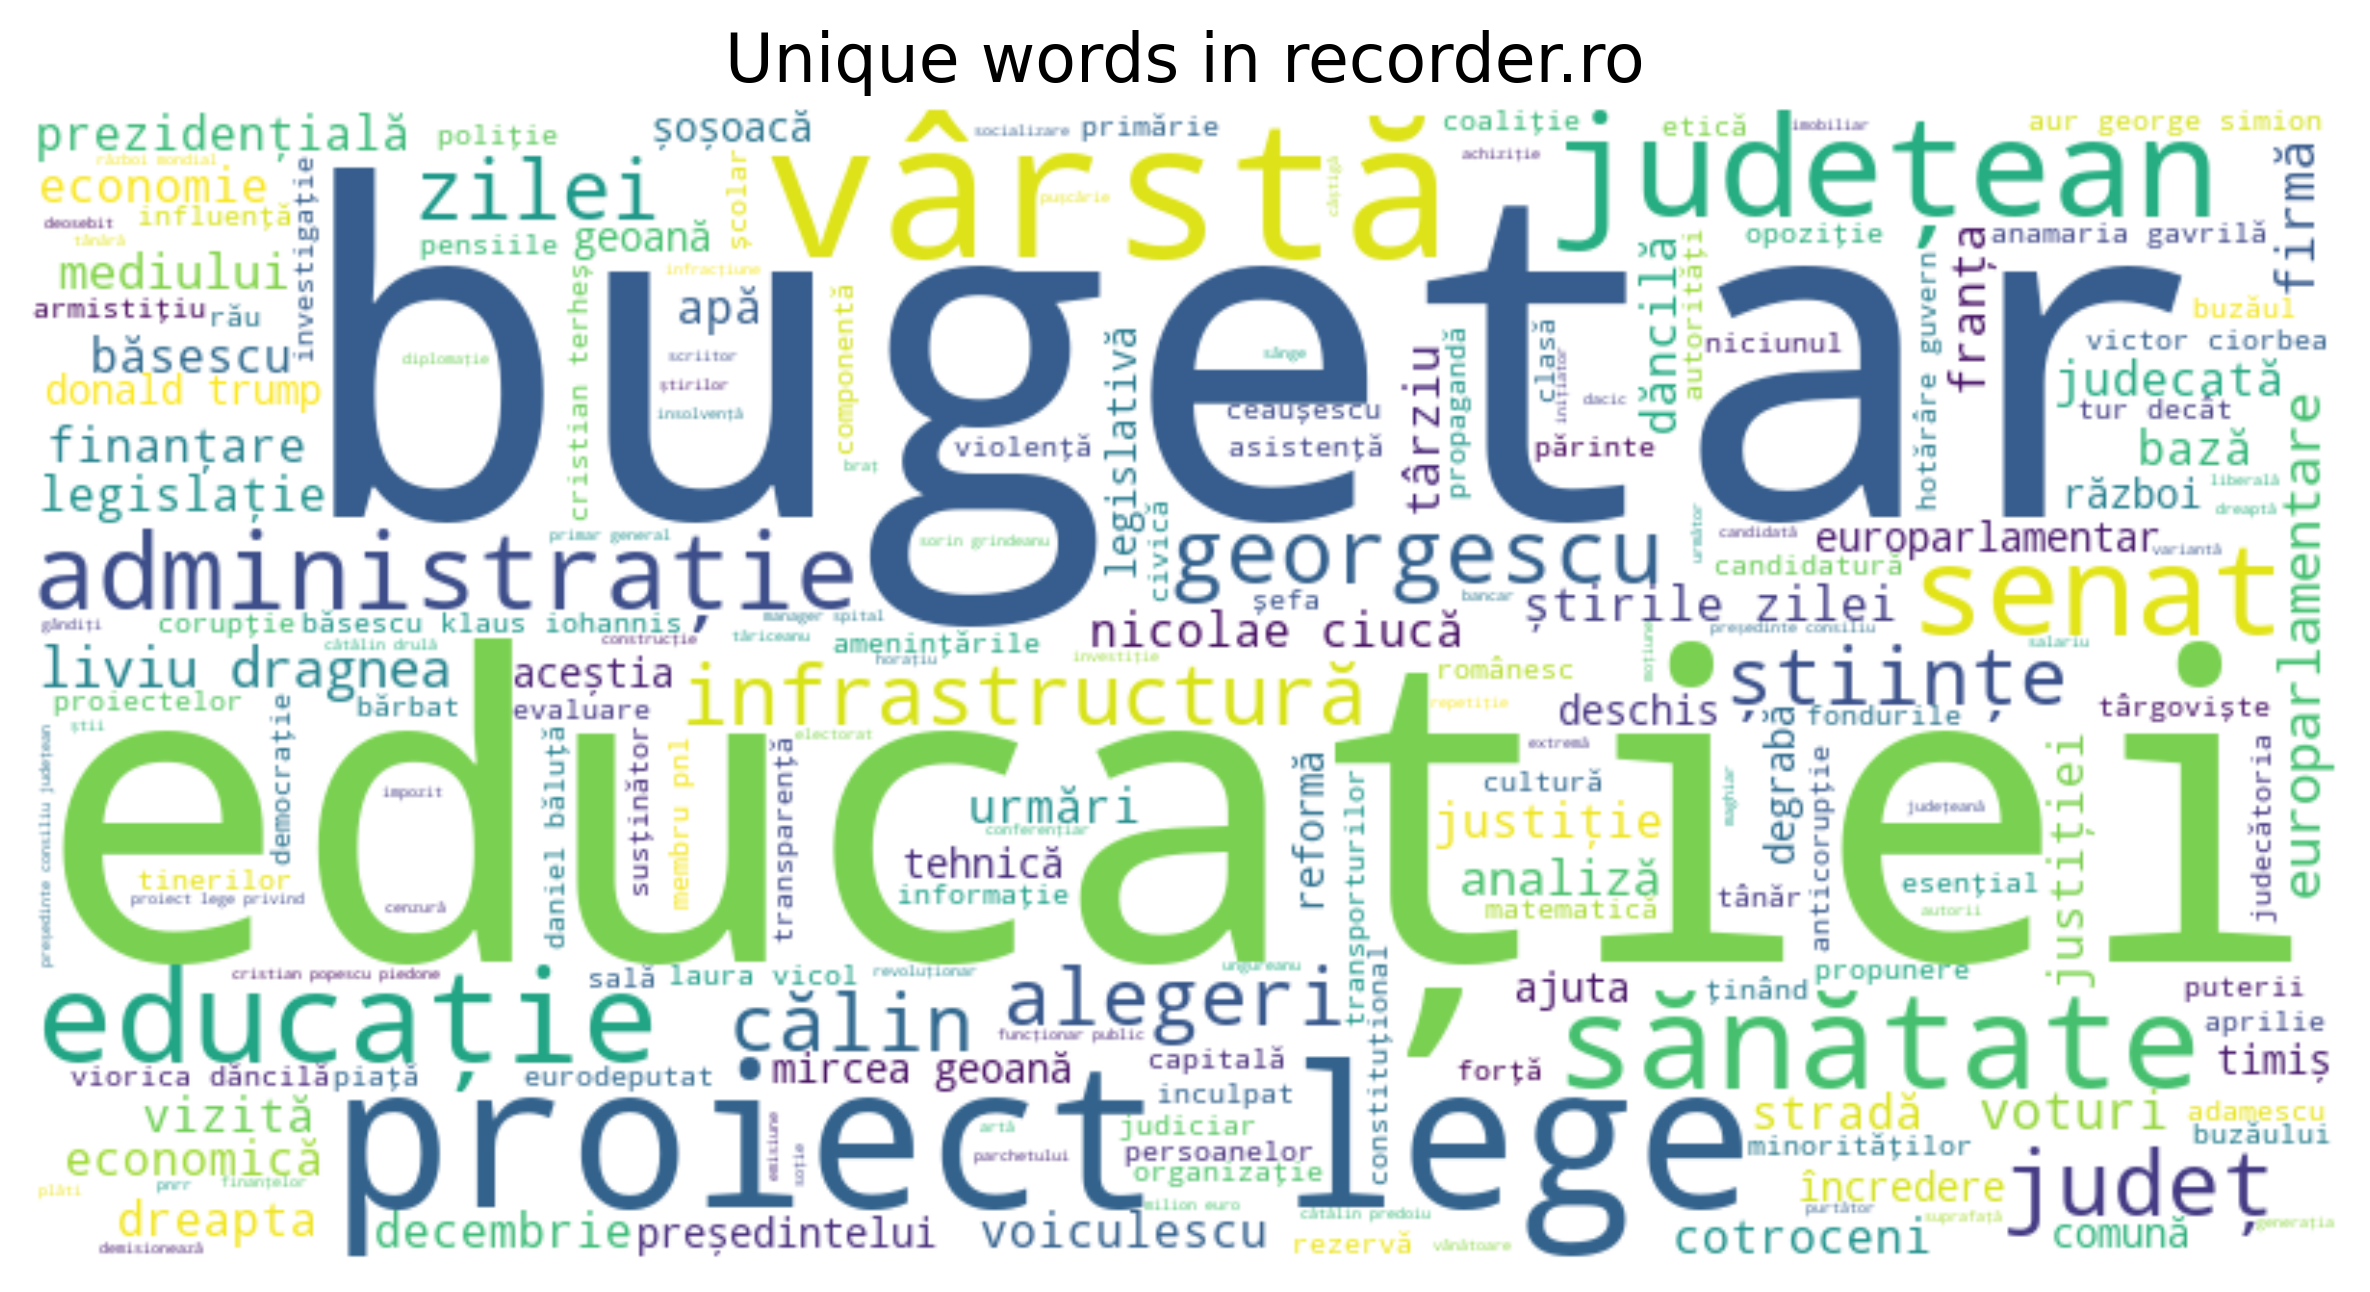 Unique words in recorder.ro
prezidențială
poliție
șoșoacă
socializare
primărie
coaliție
etică
imobiliar
aur george simion
război mondial
economie
influență
deosebit
tânără
investigație
zilei
școlar
vârstă
pușcărie
câștigă
achiziție
județean
firmă
pensiile
geoană
mediului
armistițiu
rău
băsescu
donald trump
finanțare
legislație
bugetar
infracțiune
apă
componentă
diplomație
scriitor
știrilor
insolvență
cristian terheș
braț
violență
legislativă
sânge
ceaușescu
asistență
târziu
propagandă
clasă
inițiator
dacic
părinte
dăncilă
autorități
opoziție
niciunul
hotărâre guvern
franța
anamaria gavrilă
buzăul
victor ciorbea
judecată
tur decât
bază
război
liberală
dreaptă
europarlamentare
administrație
primar general
sorin grindeanu
civică
georgescu
șefa
bancar
următor
candidată
europarlamentar
variantă
candidatură
senat
știrile zilei
gândiți
corupție
băsescu klaus iohannis
manager spital
nicolae ciucă
cătălin drulă
construcție
tăriceanu
amenințările
horațiu
investiție
românesc
moțiune
președinte consiliu
salariu
liviu dragnea
aceștia
infrastructură
științe
proiectelor
bărbat
evaluare
repetiție
deschis
fondurile
târgoviște
știi
democrație
electorat
extremă
degrabă
președinte consiliu județean
educației
impozit
daniel băluță
susținător
membru pnl
transparență
urmări
conferențiar
reformă
transporturilor
cultură
justiție
maghiar
anticorupție
județeană
justiției
judecătoria
tinerilor
proiect lege privind
cenzură
tehnică
informație
analiză
matematică
tânăr
esențial
autorii
cristian popescu piedone
sală
laura vicol
revoluționar
ungureanu
constituțional
propunere
educație
călin
alegeri
funcționar public
ajuta
ținând
sănătate
puterii
aprilie
timiș
viorica dăncilă
piață
eurodeputat
mircea geoană
capitală
forță
inculpat
vizită
proiect lege
emisiune
soție
artă
judiciar
stradă
voturi
adamescu
economică
parchetului
persoanelor
minorităților
buzăului
organizație
plăti
pnrr
finanțelor
milion euro
încredere
județ
dreapta
decembrie
președintelui
voiculescu
cătălin predoiu
purtător
suprafață
generația
demisionează
rezervă
vânătoare
cotroceni
comună